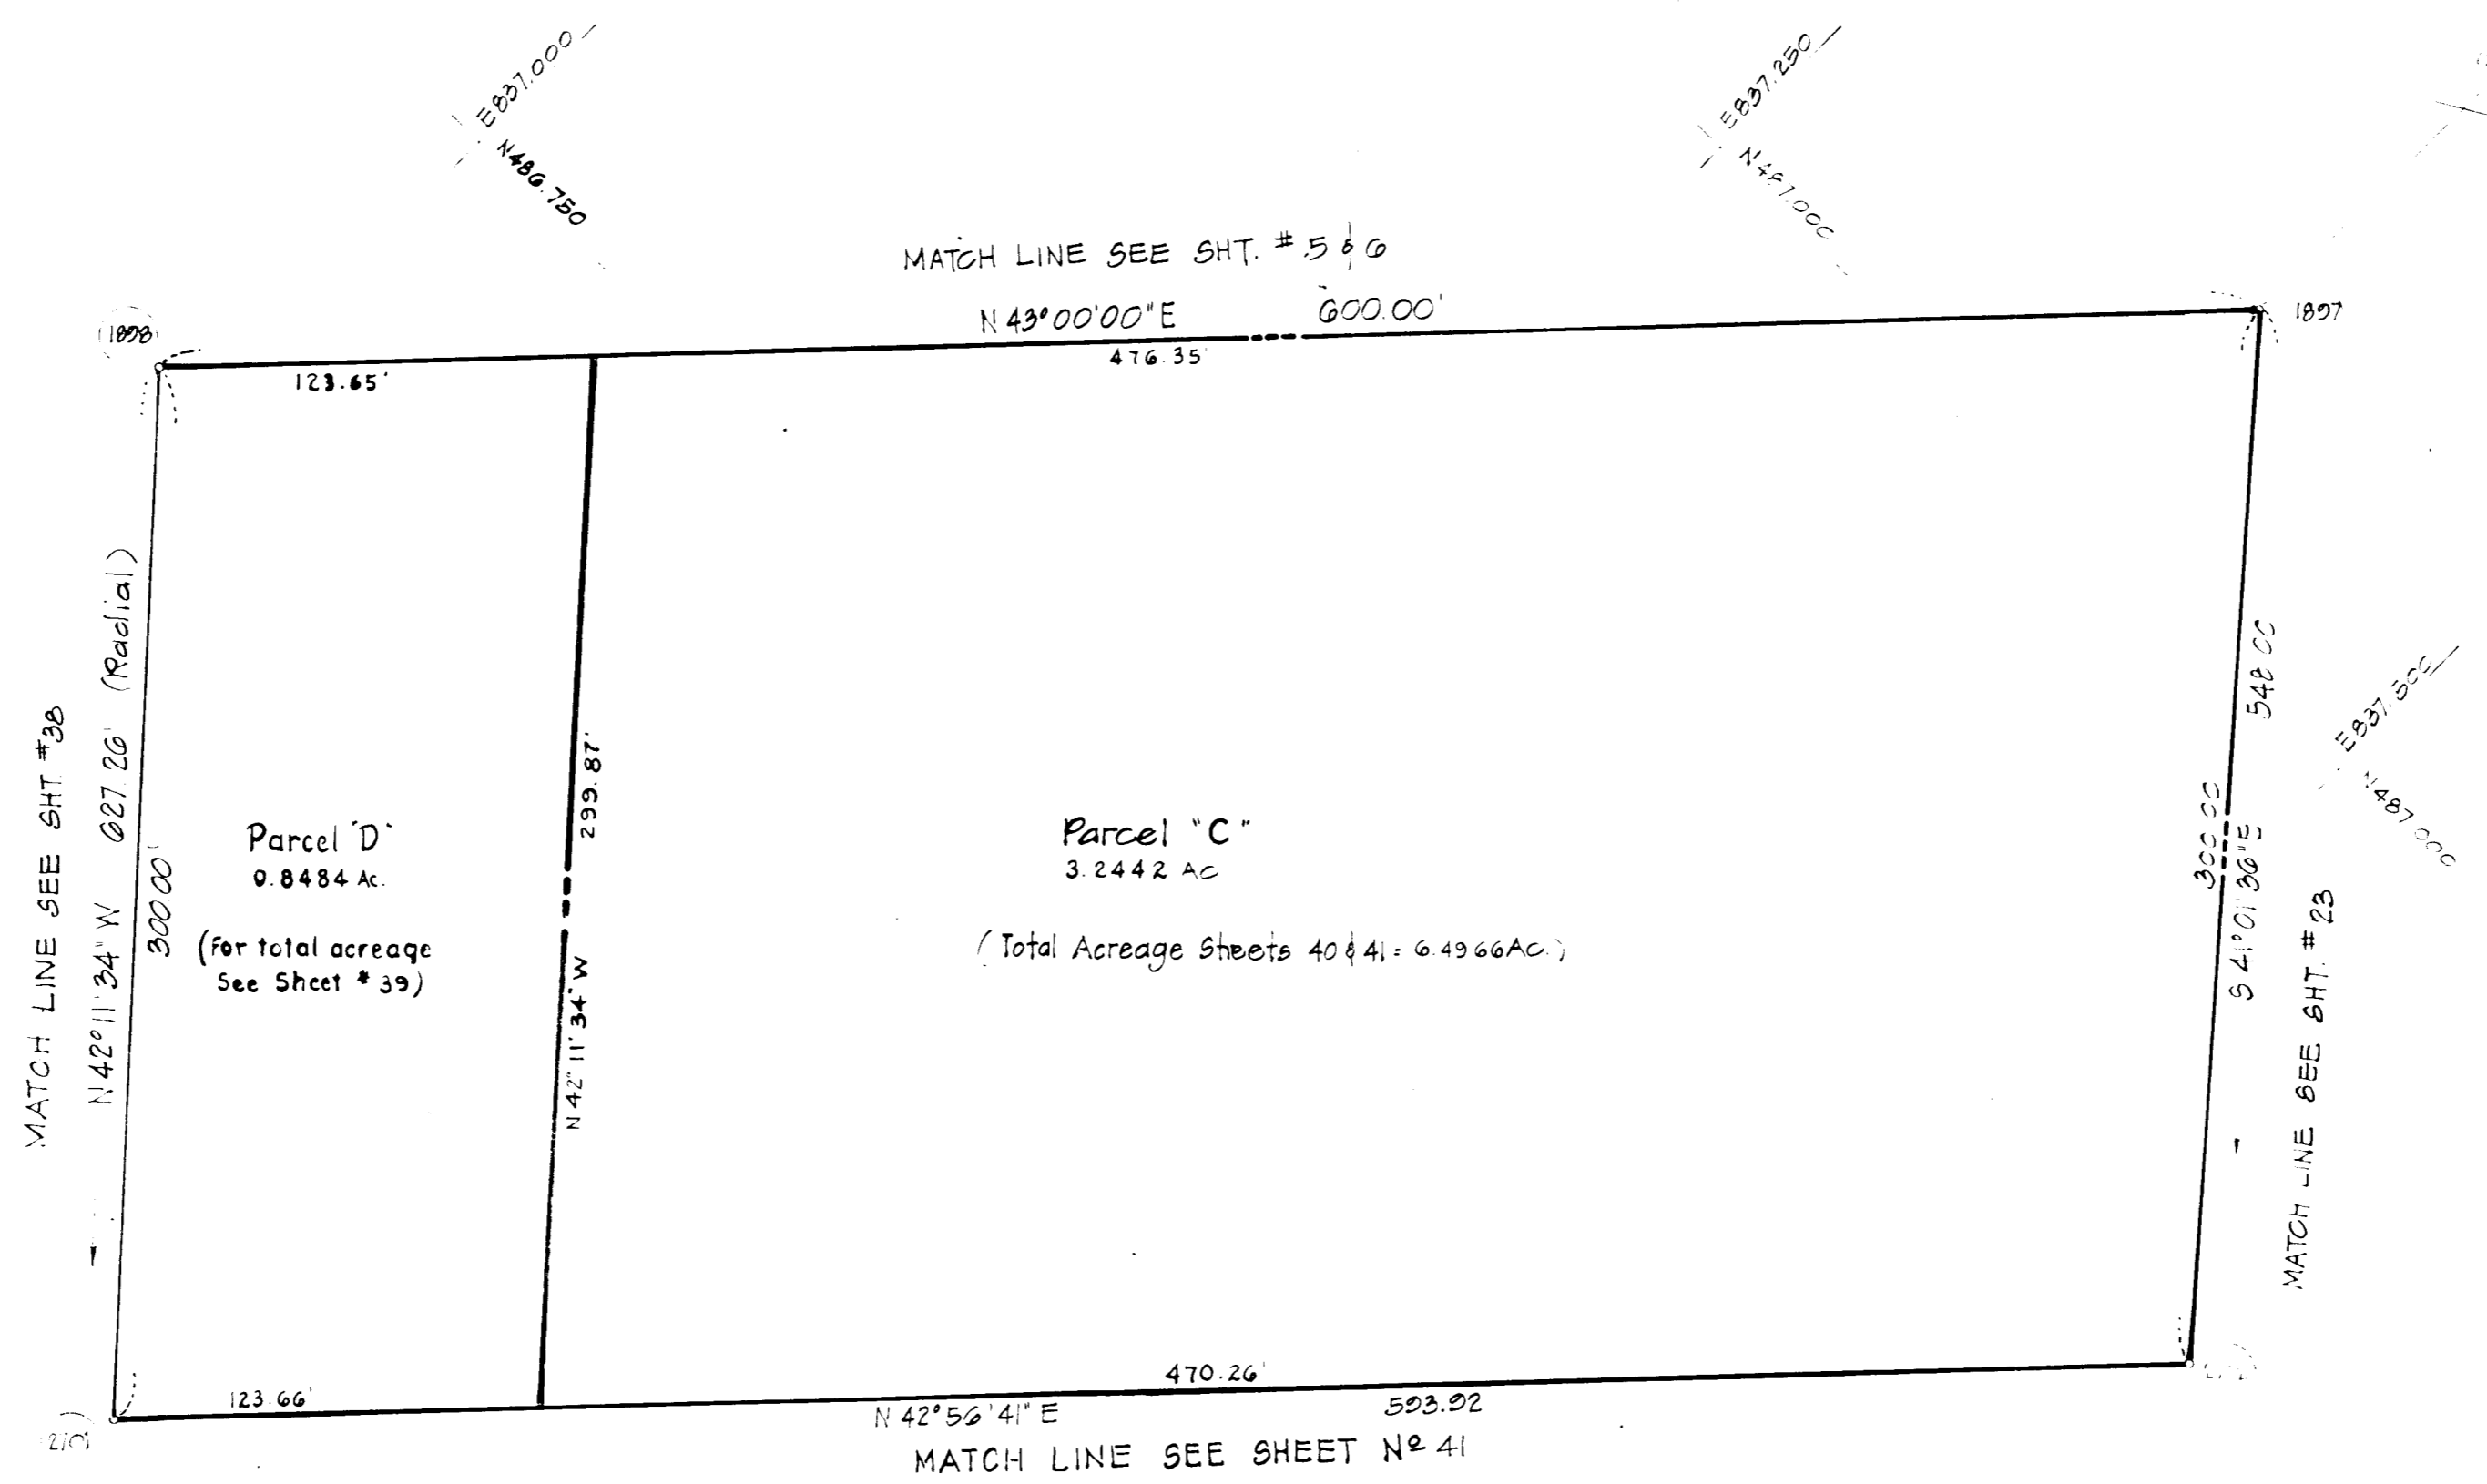 E837.000
N486.750
E837.250
N487.000
MATCH LINE SEE SHT. # 5 & 6
N 43°00'00" E 600.00'
1898
1897
123.65'
476.35'
MATCH LINE SEE SHT. #38
N 42°11'34" W 627.26' (Radial)
300.00'
Parcel "D"
0.8484 Ac.
(For total acreage
See Sheet # 39)
299.87'
N 42°11'34" W
Parcel "C"
3.2442 AC
(Total Acreage Sheets 40 & 41 = 6.4966 AC.)
548.00
300.00
S 41°01'36" E
E837.500
N487.000
MATCH LINE SEE SHT. # 23
123.66'
470.26'
N 42°56'41" E 593.92
MATCH LINE SEE SHEET Nº 41